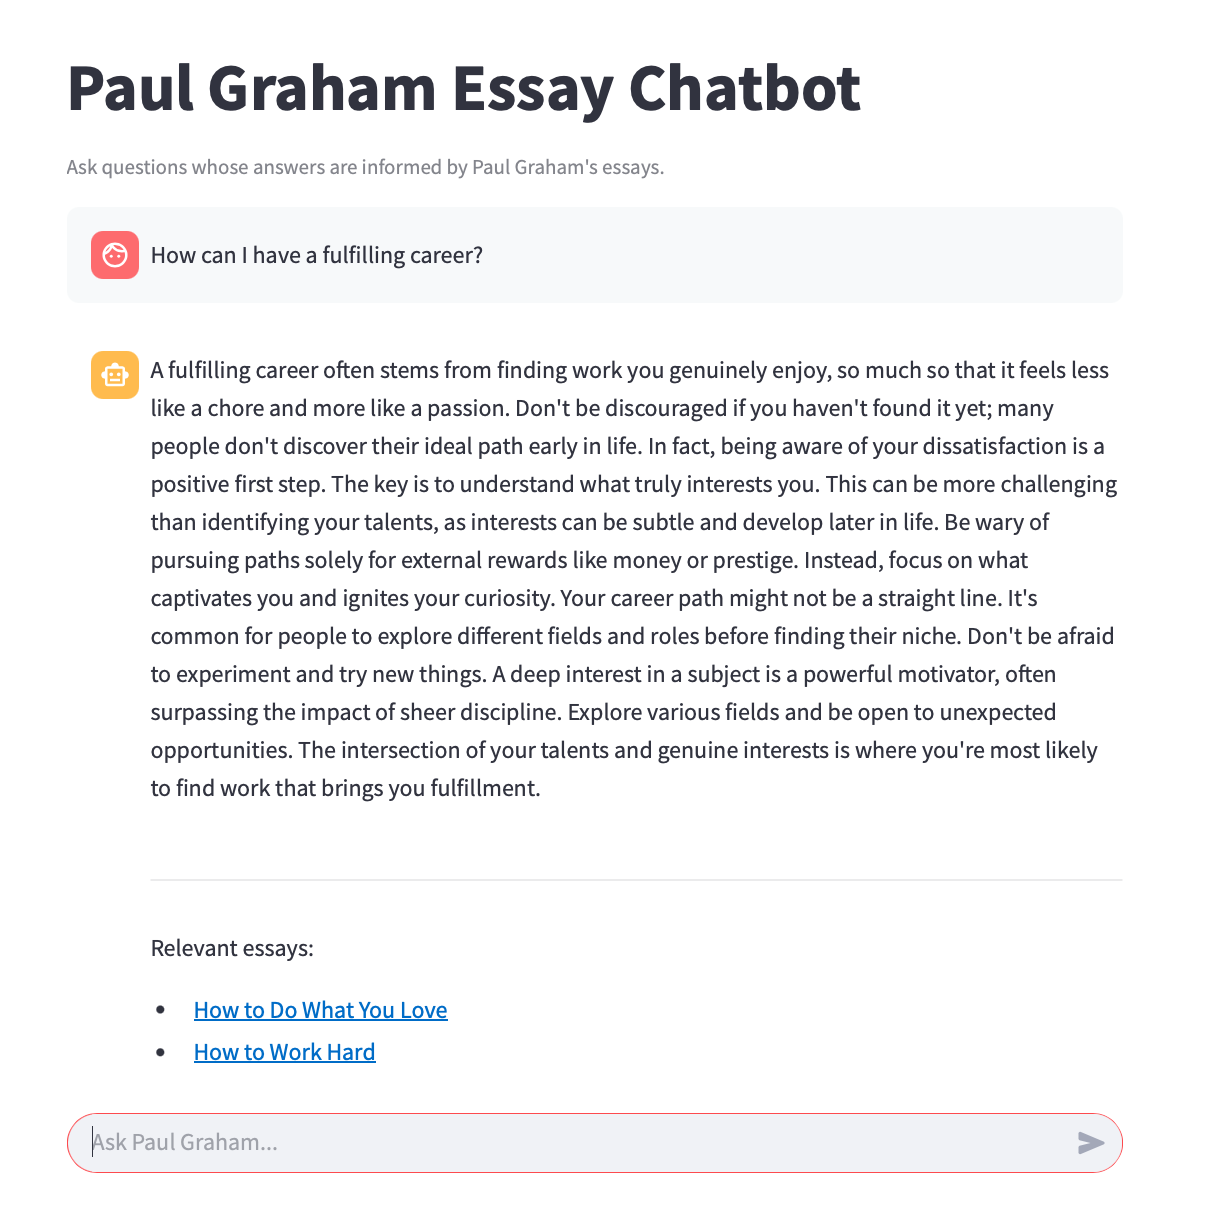 Paul Graham Essay Chatbot
Ask questions whose answers are informed by Paul Graham's essays.
How can I have a fulfilling career?
A fulfilling career often stems from finding work you genuinely enjoy, so much so that it feels less
like a chore and more like a passion. Don't be discouraged if you haven't found it yet; many
people don't discover their ideal path early in life. In fact, being aware of your dissatisfaction is a
positive first step. The key is to understand what truly interests you. This can be more challenging
than identifying your talents, as interests can be subtle and develop later in life. Be wary of
pursuing paths solely for external rewards like money or prestige. Instead, focus on what
captivates you and ignites your curiosity. Your career path might not be a straight line. It's
common for people to explore different fields and roles before finding their niche. Don't be afraid
to experiment and try new things. A deep interest in a subject is a powerful motivator, often
surpassing the impact of sheer discipline. Explore various fields and be open to unexpected
opportunities. The intersection of your talents and genuine interests is where you're most likely
to find work that brings you fulfillment.
Relevant essays:
• How to Do What You Love
• How to Work Hard
Ask Paul Graham...